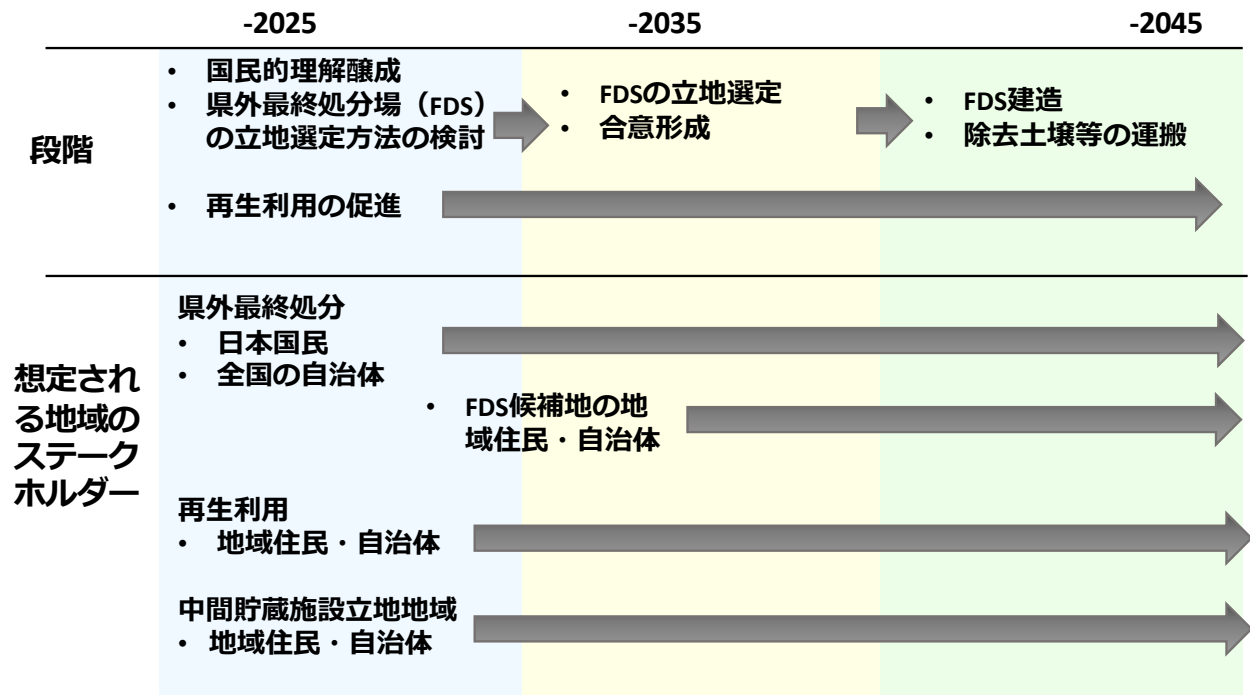 -2025
-2035
-2045
段階
• 国民的理解醸成
• 県外最終処分場（FDS）
の立地選定方法の検討
• 再生利用の促進
• FDSの立地選定
• 合意形成
• FDS建造
• 除去土壌等の運搬
想定され
る地域の
ステーク
ホルダー
県外最終処分
• 日本国民
• 全国の自治体
• FDS候補地の地
域住民・自治体
再生利用
• 地域住民・自治体
中間貯蔵施設立地地域
• 地域住民・自治体